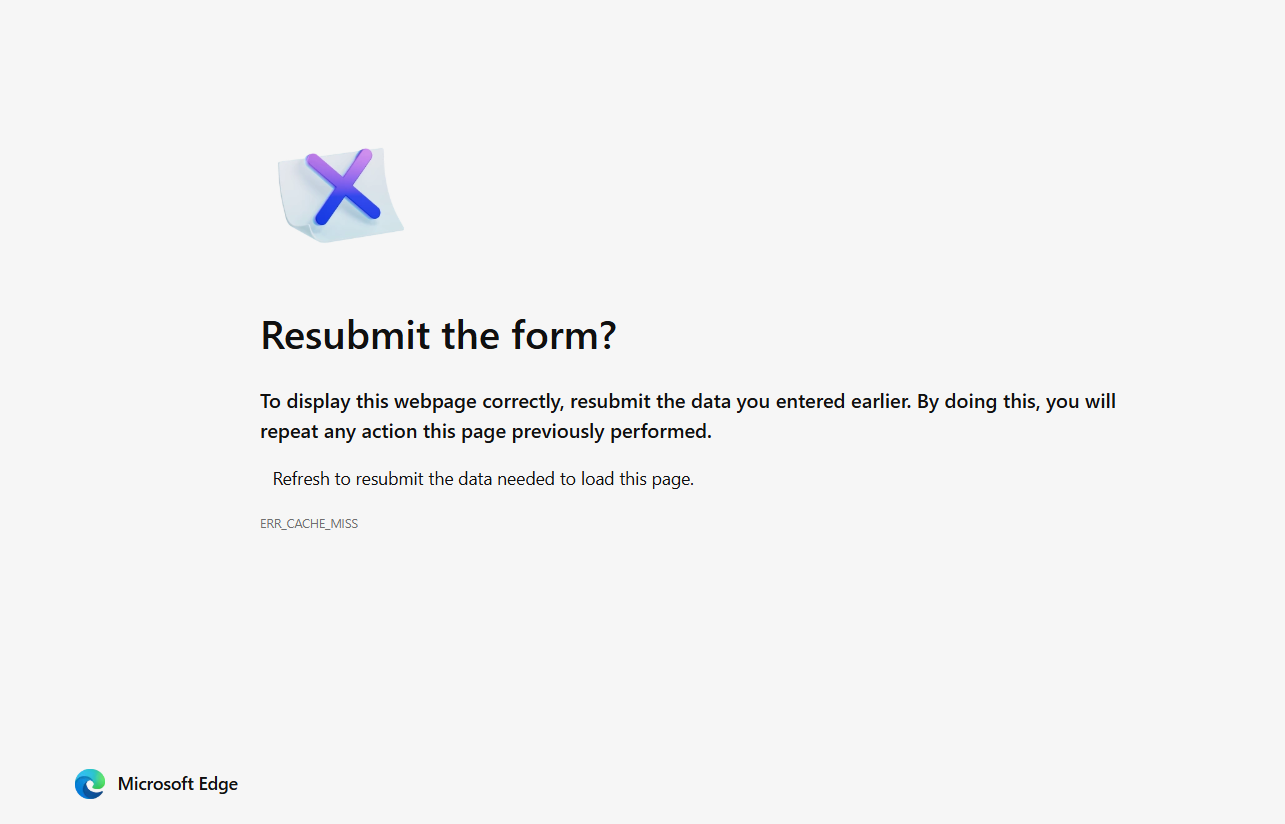 Resubmit the form?
To display this webpage correctly, resubmit the data you entered earlier. By doing this, you will
repeat any action this page previously performed.
Refresh to resubmit the data needed to load this page.
ERR_CACHE_MISS
Microsoft Edge